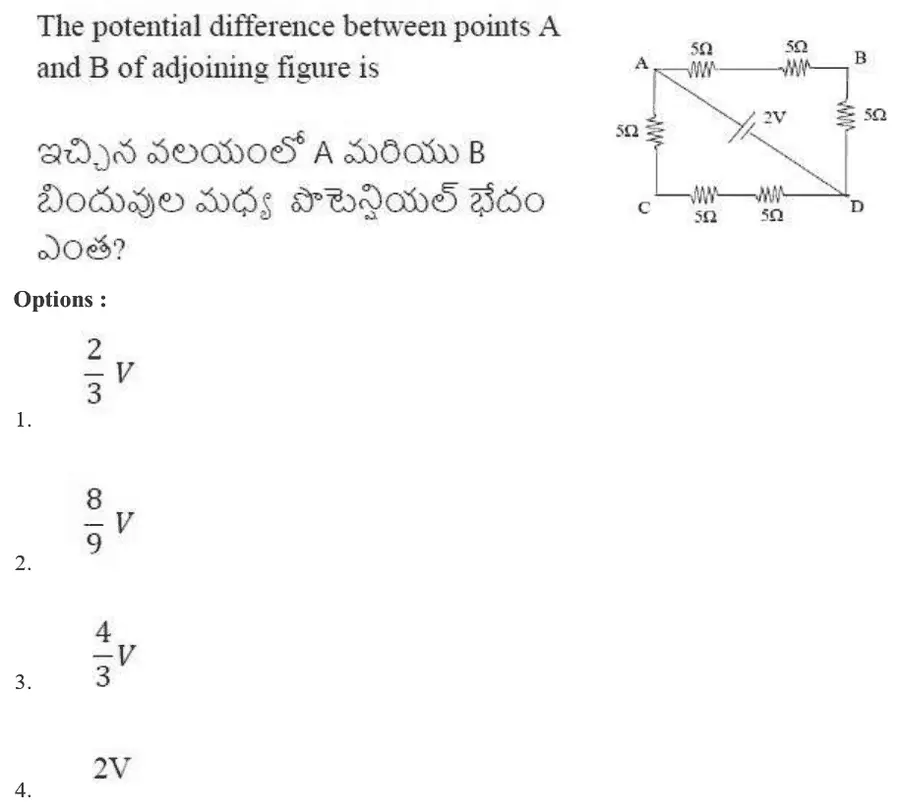 The potential difference between points A
and B of adjoining figure is
ఇచ్చిన వలయంలో A మరియు B
బిందువుల మధ్య పొటెన్షియల్ భేదం
ఎంత?
5Ω 5Ω
A B
2V 5Ω
5Ω
C D
5Ω 5Ω
Options :
1. 2/3 V
2. 8/9 V
3. 4/3 V
4. 2V